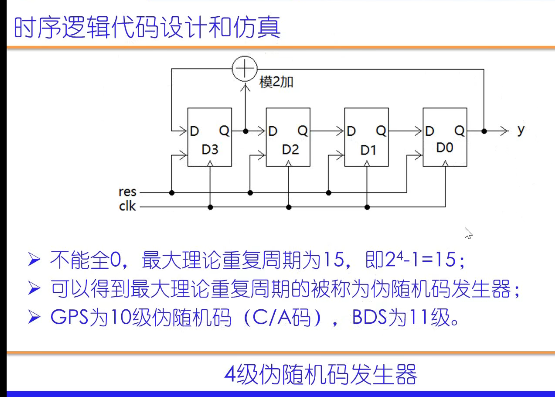 时序逻辑代码设计和仿真
模2加
D Q D Q D Q D Q y
D3 D2 D1 D0
res
clk
➢ 不能全0，最大理论重复周期为15，即2⁴-1=15；
➢ 可以得到最大理论重复周期的被称为伪随机码发生器；
➢ GPS为10级伪随机码（C/A码），BDS为11级。
4级伪随机码发生器